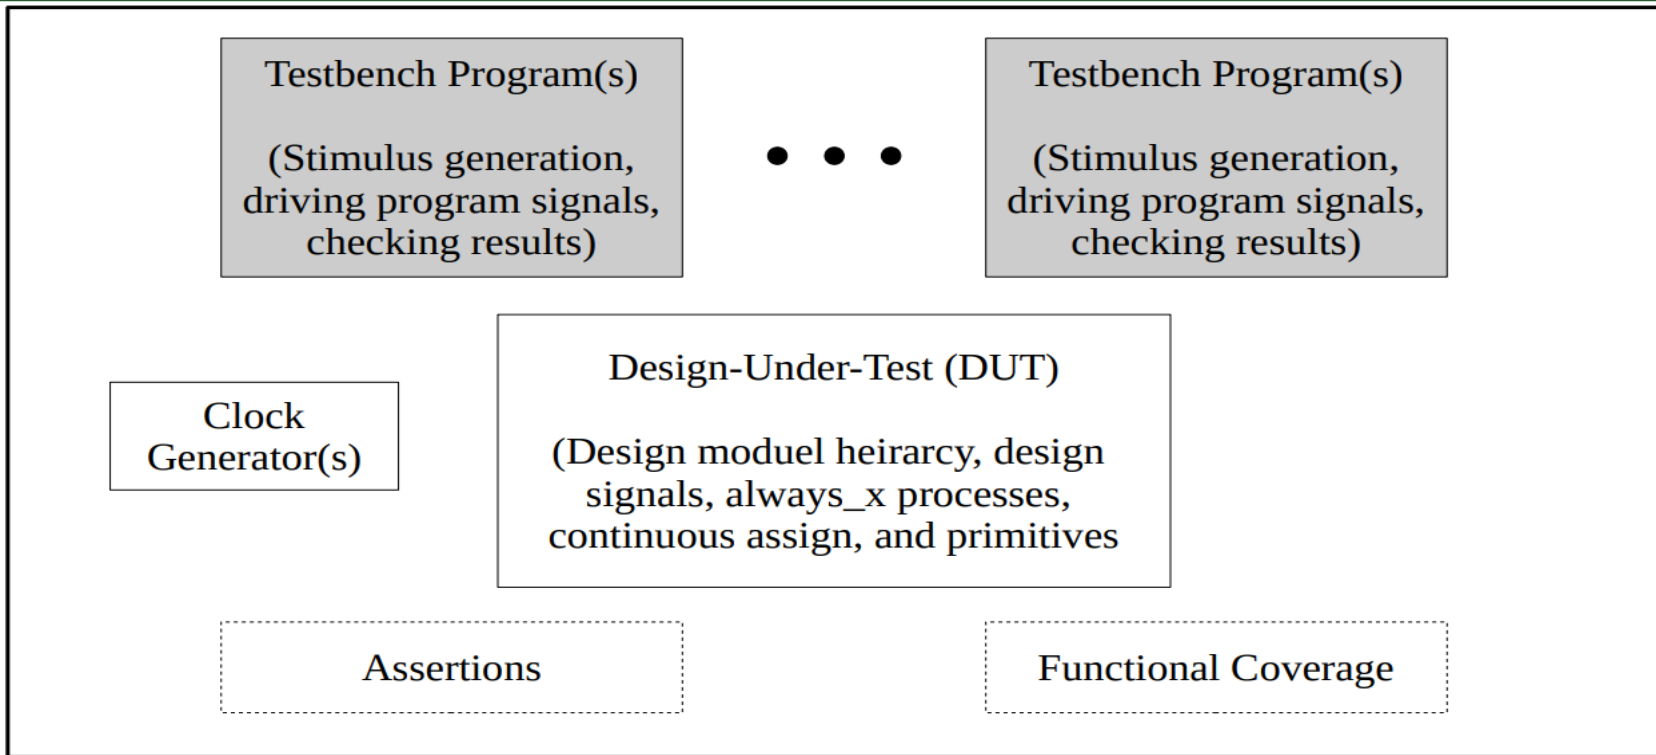 Testbench Program(s)
(Stimulus generation,
driving program signals,
checking results)
Testbench Program(s)
(Stimulus generation,
driving program signals,
checking results)
Clock
Generator(s)
Design-Under-Test (DUT)
(Design moduel heirarcy, design
signals, always_x processes,
continuous assign, and primitives
Assertions
Functional Coverage